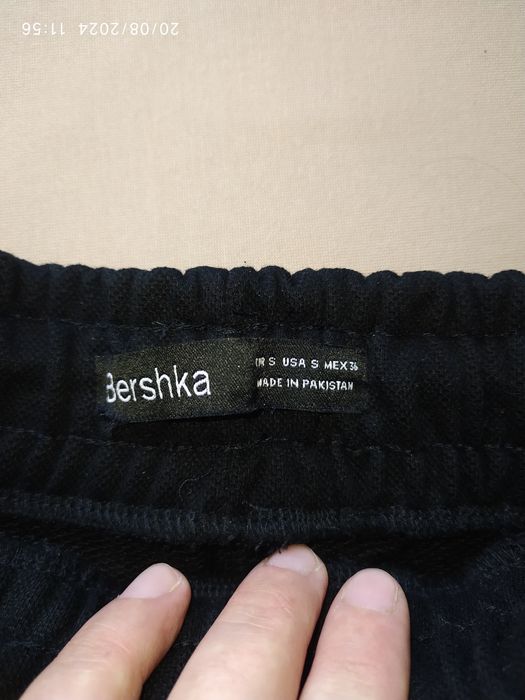 20/08/2024 11:56
Bershka
S USA S MEX 36
MADE IN PAKISTAN